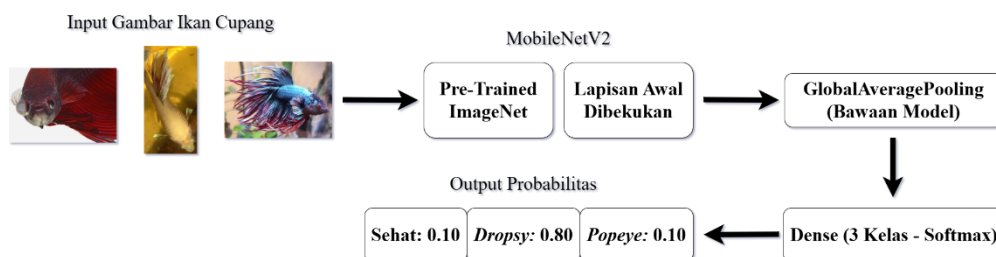 Input Gambar Ikan Cupang
MobileNetV2
Pre-Trained
ImageNet
Lapisan Awal
Dibekukan
GlobalAveragePooling
(Bawaan Model)
Dense (3 Kelas - Softmax)
Output Probabilitas
Sehat: 0.10
Dropsy: 0.80
Popeye: 0.10